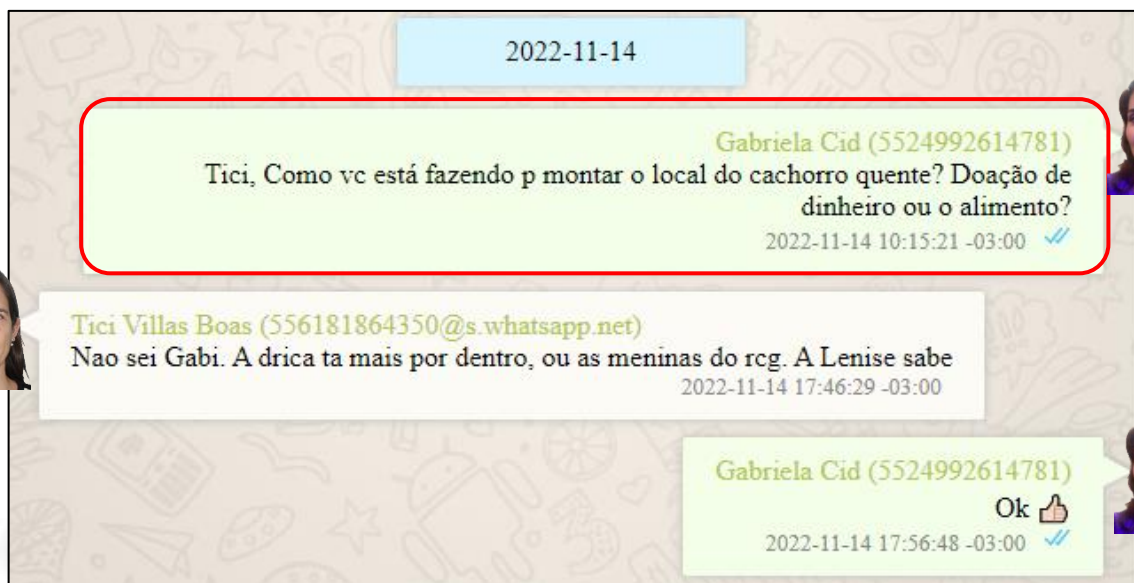 2022-11-14
Gabriela Cid (5524992614781)
Tici, Como vc está fazendo p montar o local do cachorro quente? Doação de
dinheiro ou o alimento?
2022-11-14 10:15:21 -03:00
Tici Villas Boas (556181864350@s.whatsapp.net)
Nao sei Gabi. A drica ta mais por dentro, ou as meninas do rcg. A Lenise sabe
2022-11-14 17:46:29 -03:00
Gabriela Cid (5524992614781)
Ok 👍
2022-11-14 17:56:48 -03:00